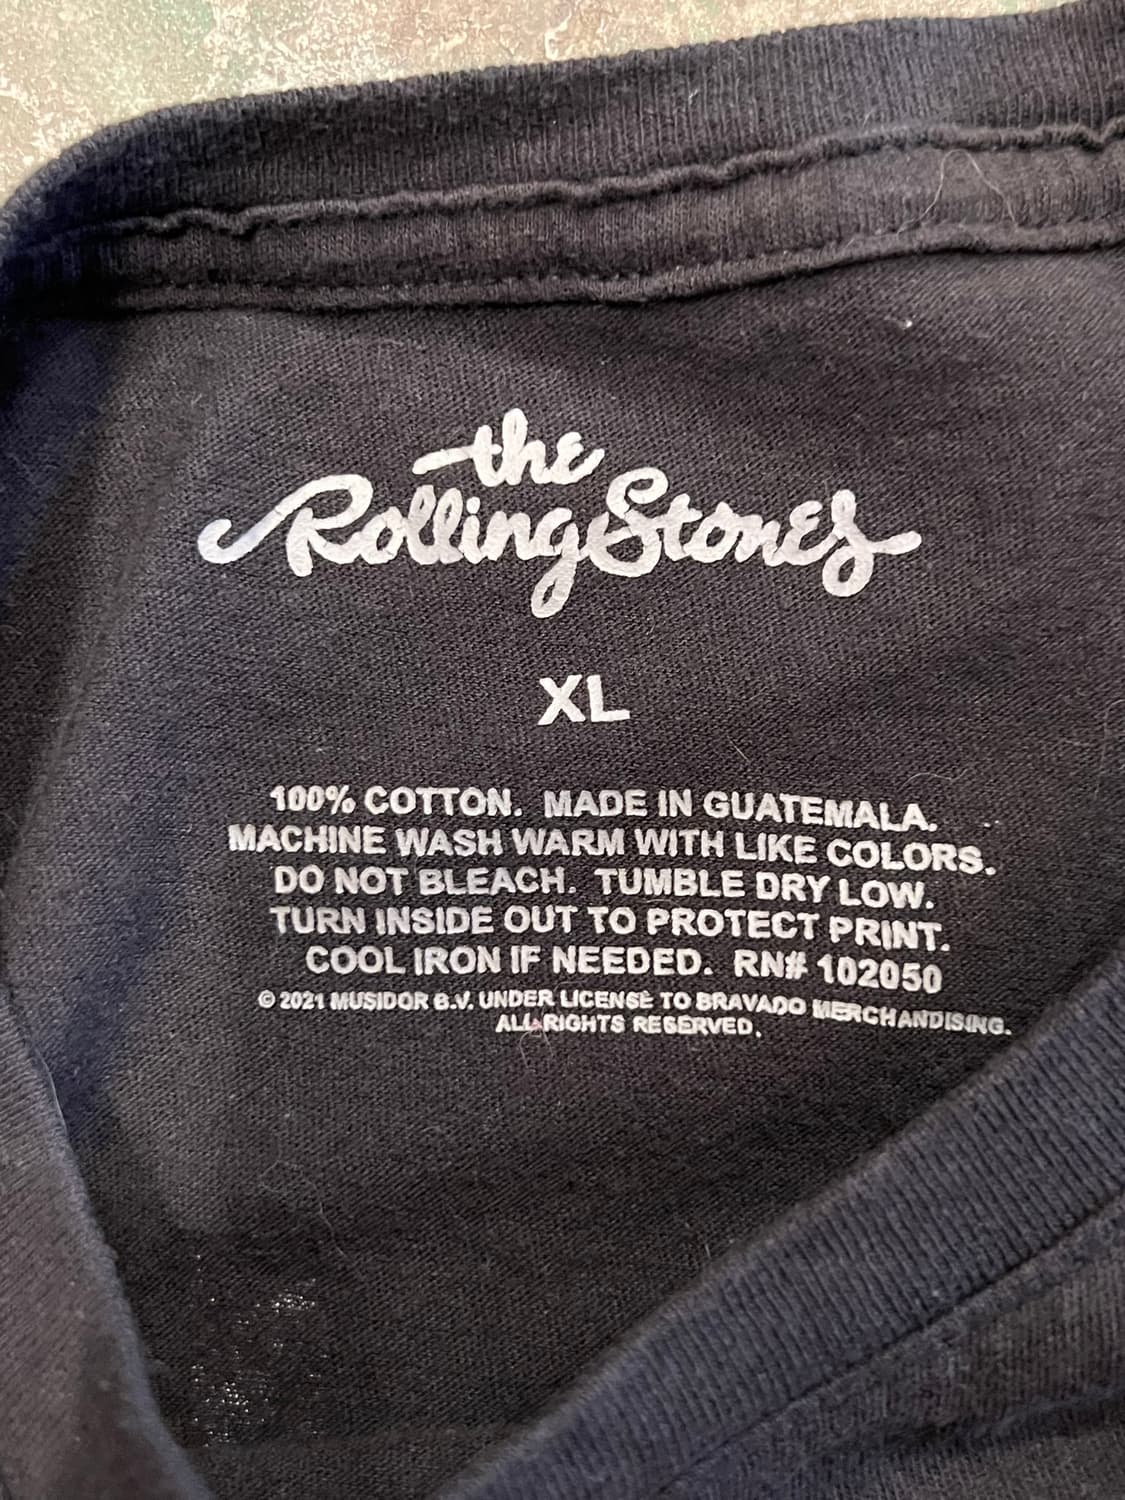 the
Rolling Stones
XL
100% COTTON. MADE IN GUATEMALA.
MACHINE WASH WARM WITH LIKE COLORS.
DO NOT BLEACH. TUMBLE DRY LOW.
TURN INSIDE OUT TO PROTECT PRINT.
COOL IRON IF NEEDED. RN# 102050
© 2021 MUSIDOR B.V. UNDER LICENSE TO BRAVADO MERCHANDISING.
ALL RIGHTS RESERVED.